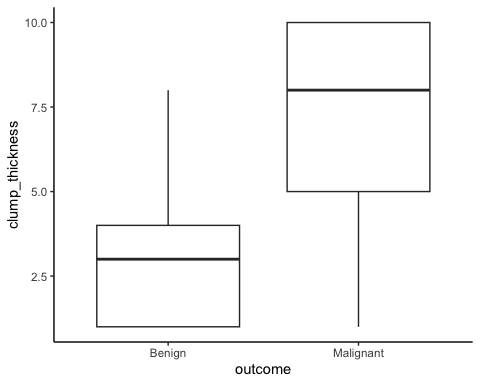 10.0
7.5
5.0
2.5
clump_thickness
Benign Malignant
outcome